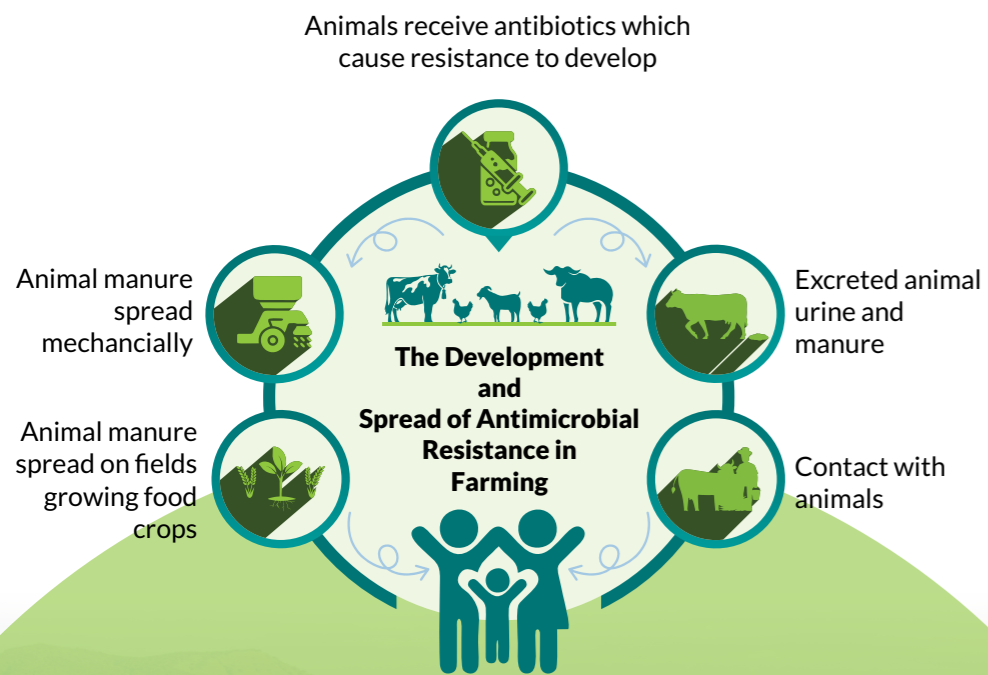 Animals receive antibiotics which
cause resistance to develop
Animal manure
spread
mechancially
Excreted animal
urine and
manure
The Development
and
Spread of Antimicrobial
Resistance in
Farming
Animal manure
spread on fields
growing food
crops
Contact with
animals